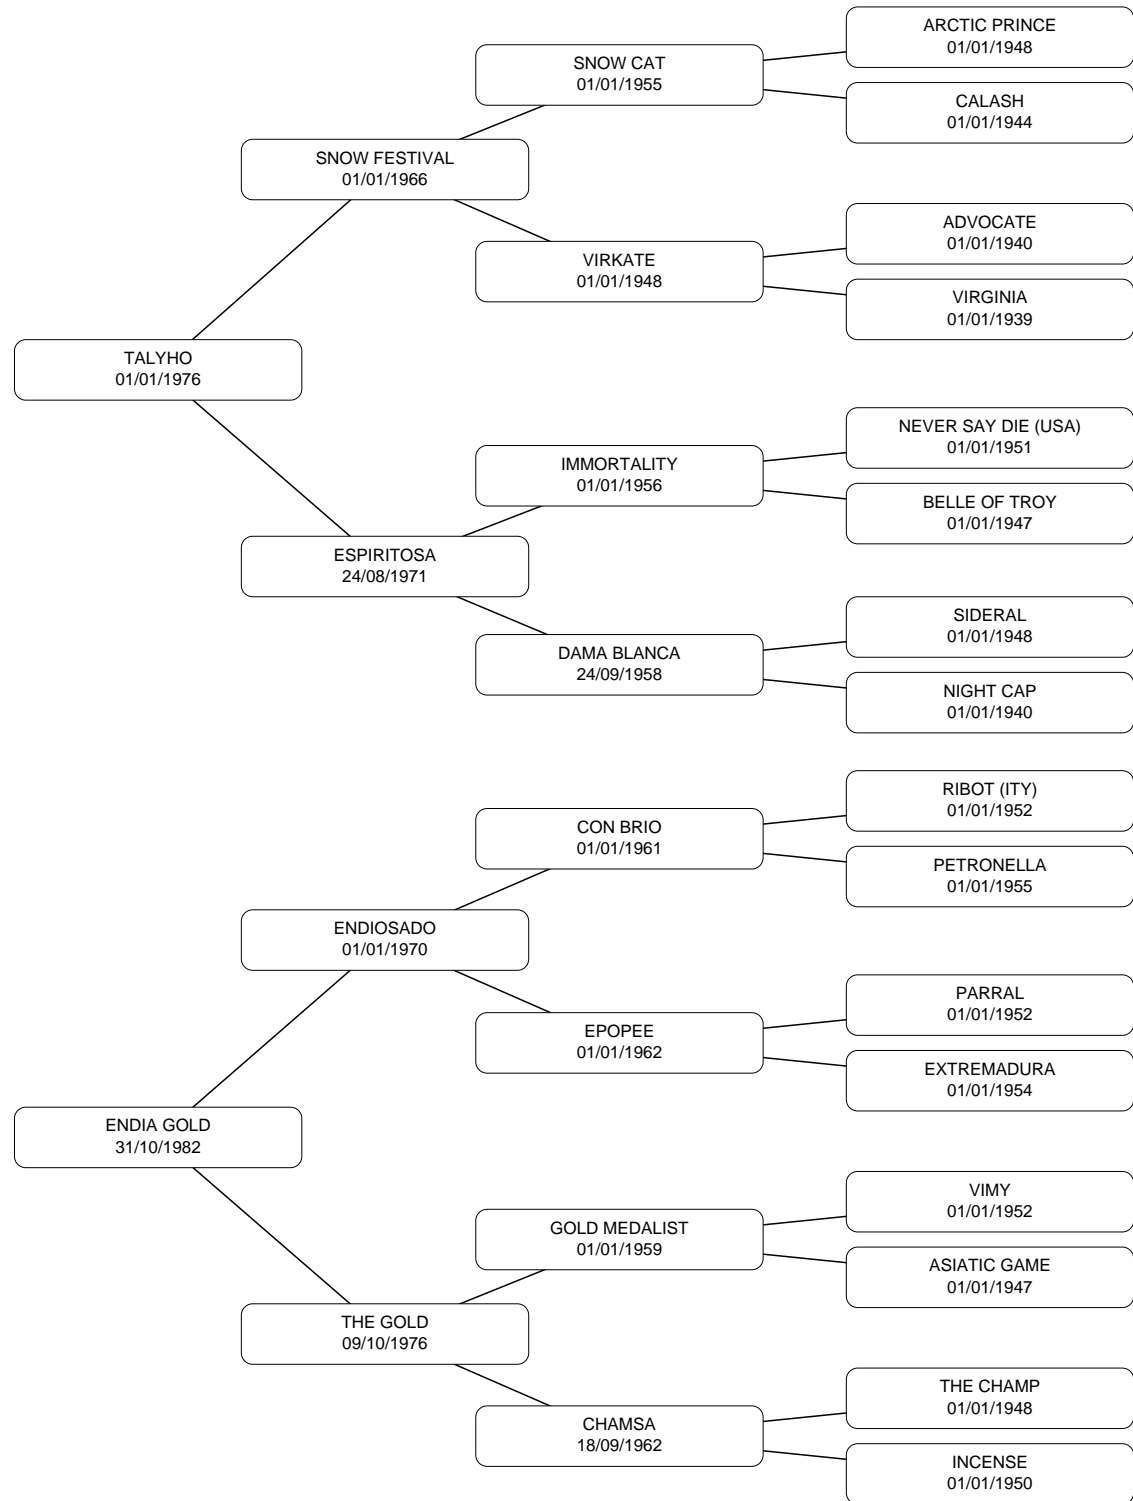 ARCTIC PRINCE
01/01/1948
SNOW CAT
01/01/1955
CALASH
01/01/1944
SNOW FESTIVAL
01/01/1966
ADVOCATE
01/01/1940
VIRKATE
01/01/1948
VIRGINIA
01/01/1939
TALYHO
01/01/1976
NEVER SAY DIE (USA)
01/01/1951
IMMORTALITY
01/01/1956
BELLE OF TROY
01/01/1947
ESPIRITOSA
24/08/1971
SIDERAL
01/01/1948
DAMA BLANCA
24/09/1958
NIGHT CAP
01/01/1940
RIBOT (ITY)
01/01/1952
CON BRIO
01/01/1961
PETRONELLA
01/01/1955
ENDIOSADO
01/01/1970
PARRAL
01/01/1952
EPOPEE
01/01/1962
EXTREMADURA
01/01/1954
ENDIA GOLD
31/10/1982
VIMY
01/01/1952
GOLD MEDALIST
01/01/1959
ASIATIC GAME
01/01/1947
THE GOLD
09/10/1976
THE CHAMP
01/01/1948
CHAMSA
18/09/1962
INCENSE
01/01/1950